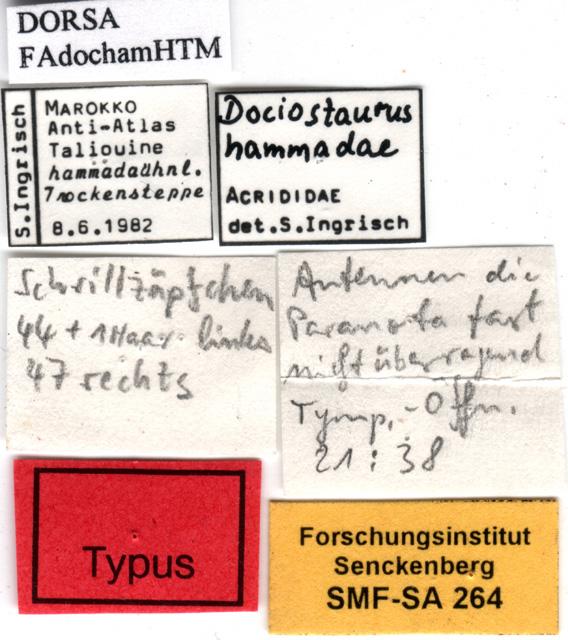 DORSA
FAdochamHTM
S.Ingrisch
MAROKKO
Anti-Atlas
Taliouine
hammadaähnl.
Trockensteppe
8.6.1982
Dociostaurus
hammadae
ACRIDIDAE
det.S.Ingrisch
Schrillzäpfchen
44 + 1 Haar links
47 rechts
Antennen die
Paranota fast
nicht überragend
Tymp.-Öffn.
21:38
Typus
Forschungsinstitut
Senckenberg
SMF-SA 264